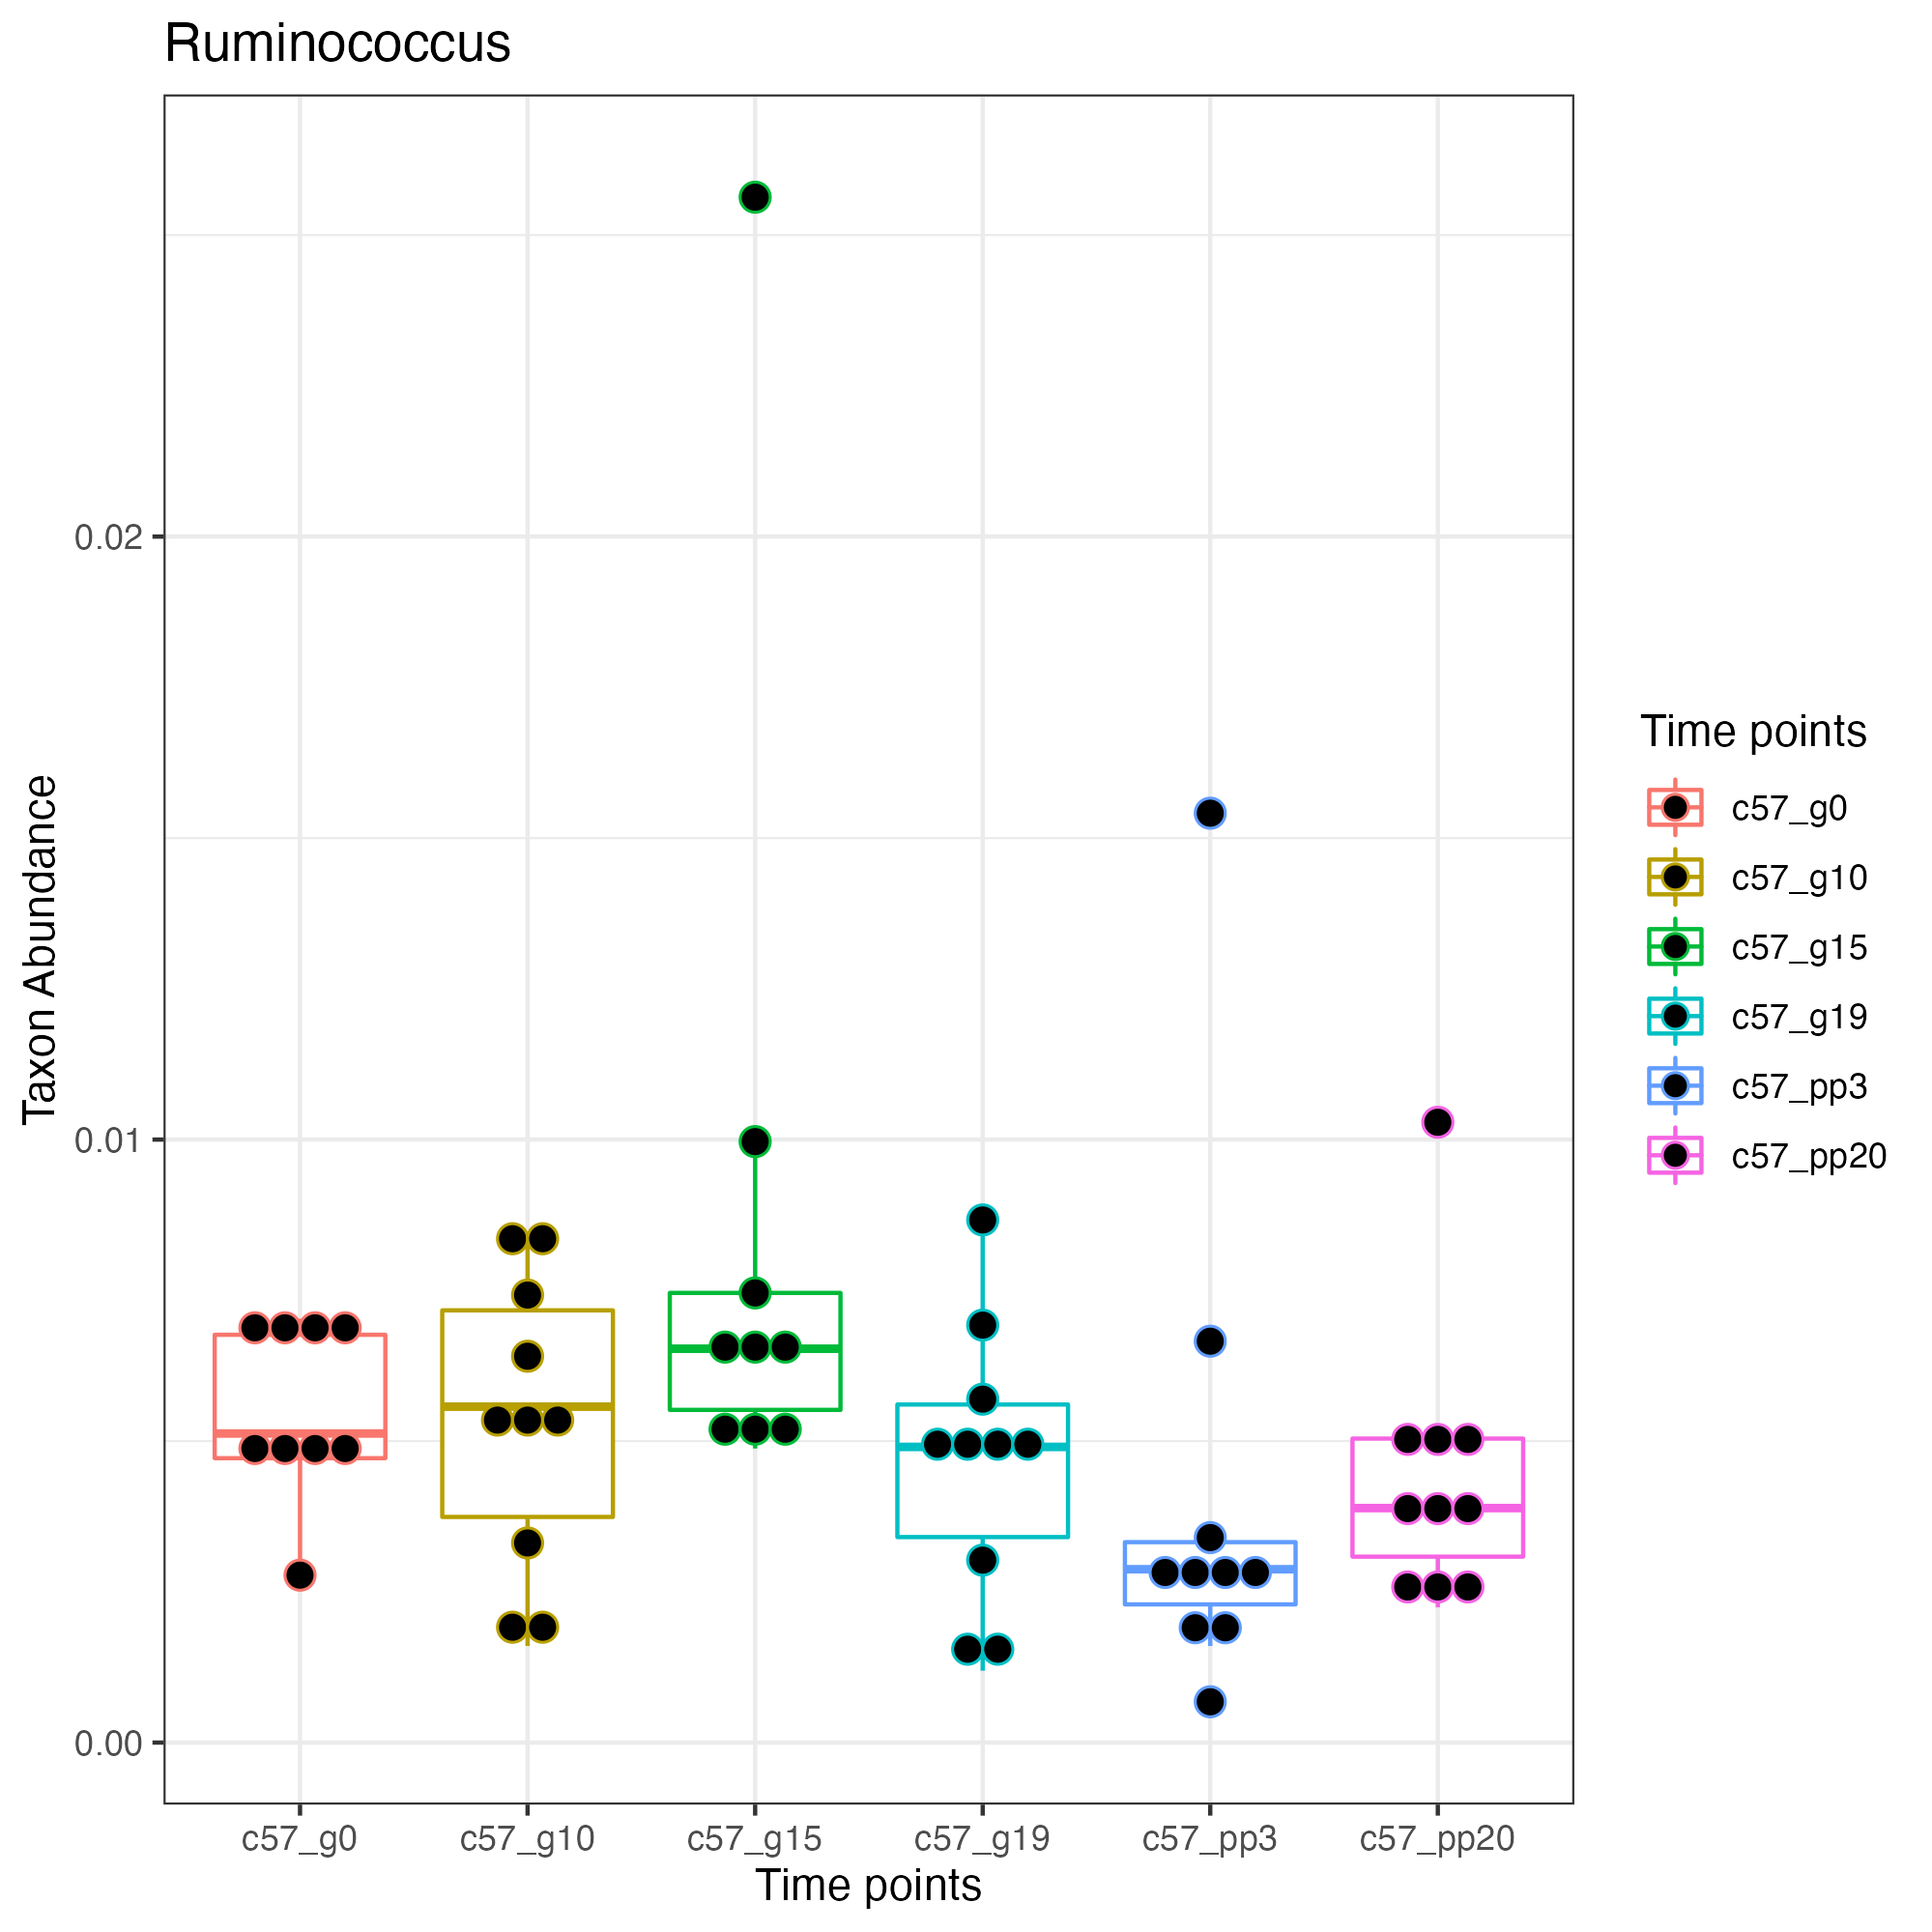 Ruminococcus
Taxon Abundance
0.02
0.01
0.00
c57_g0 c57_g10 c57_g15 c57_g19 c57_pp3 c57_pp20
Time points
Time points
c57_g0
c57_g10
c57_g15
c57_g19
c57_pp3
c57_pp20